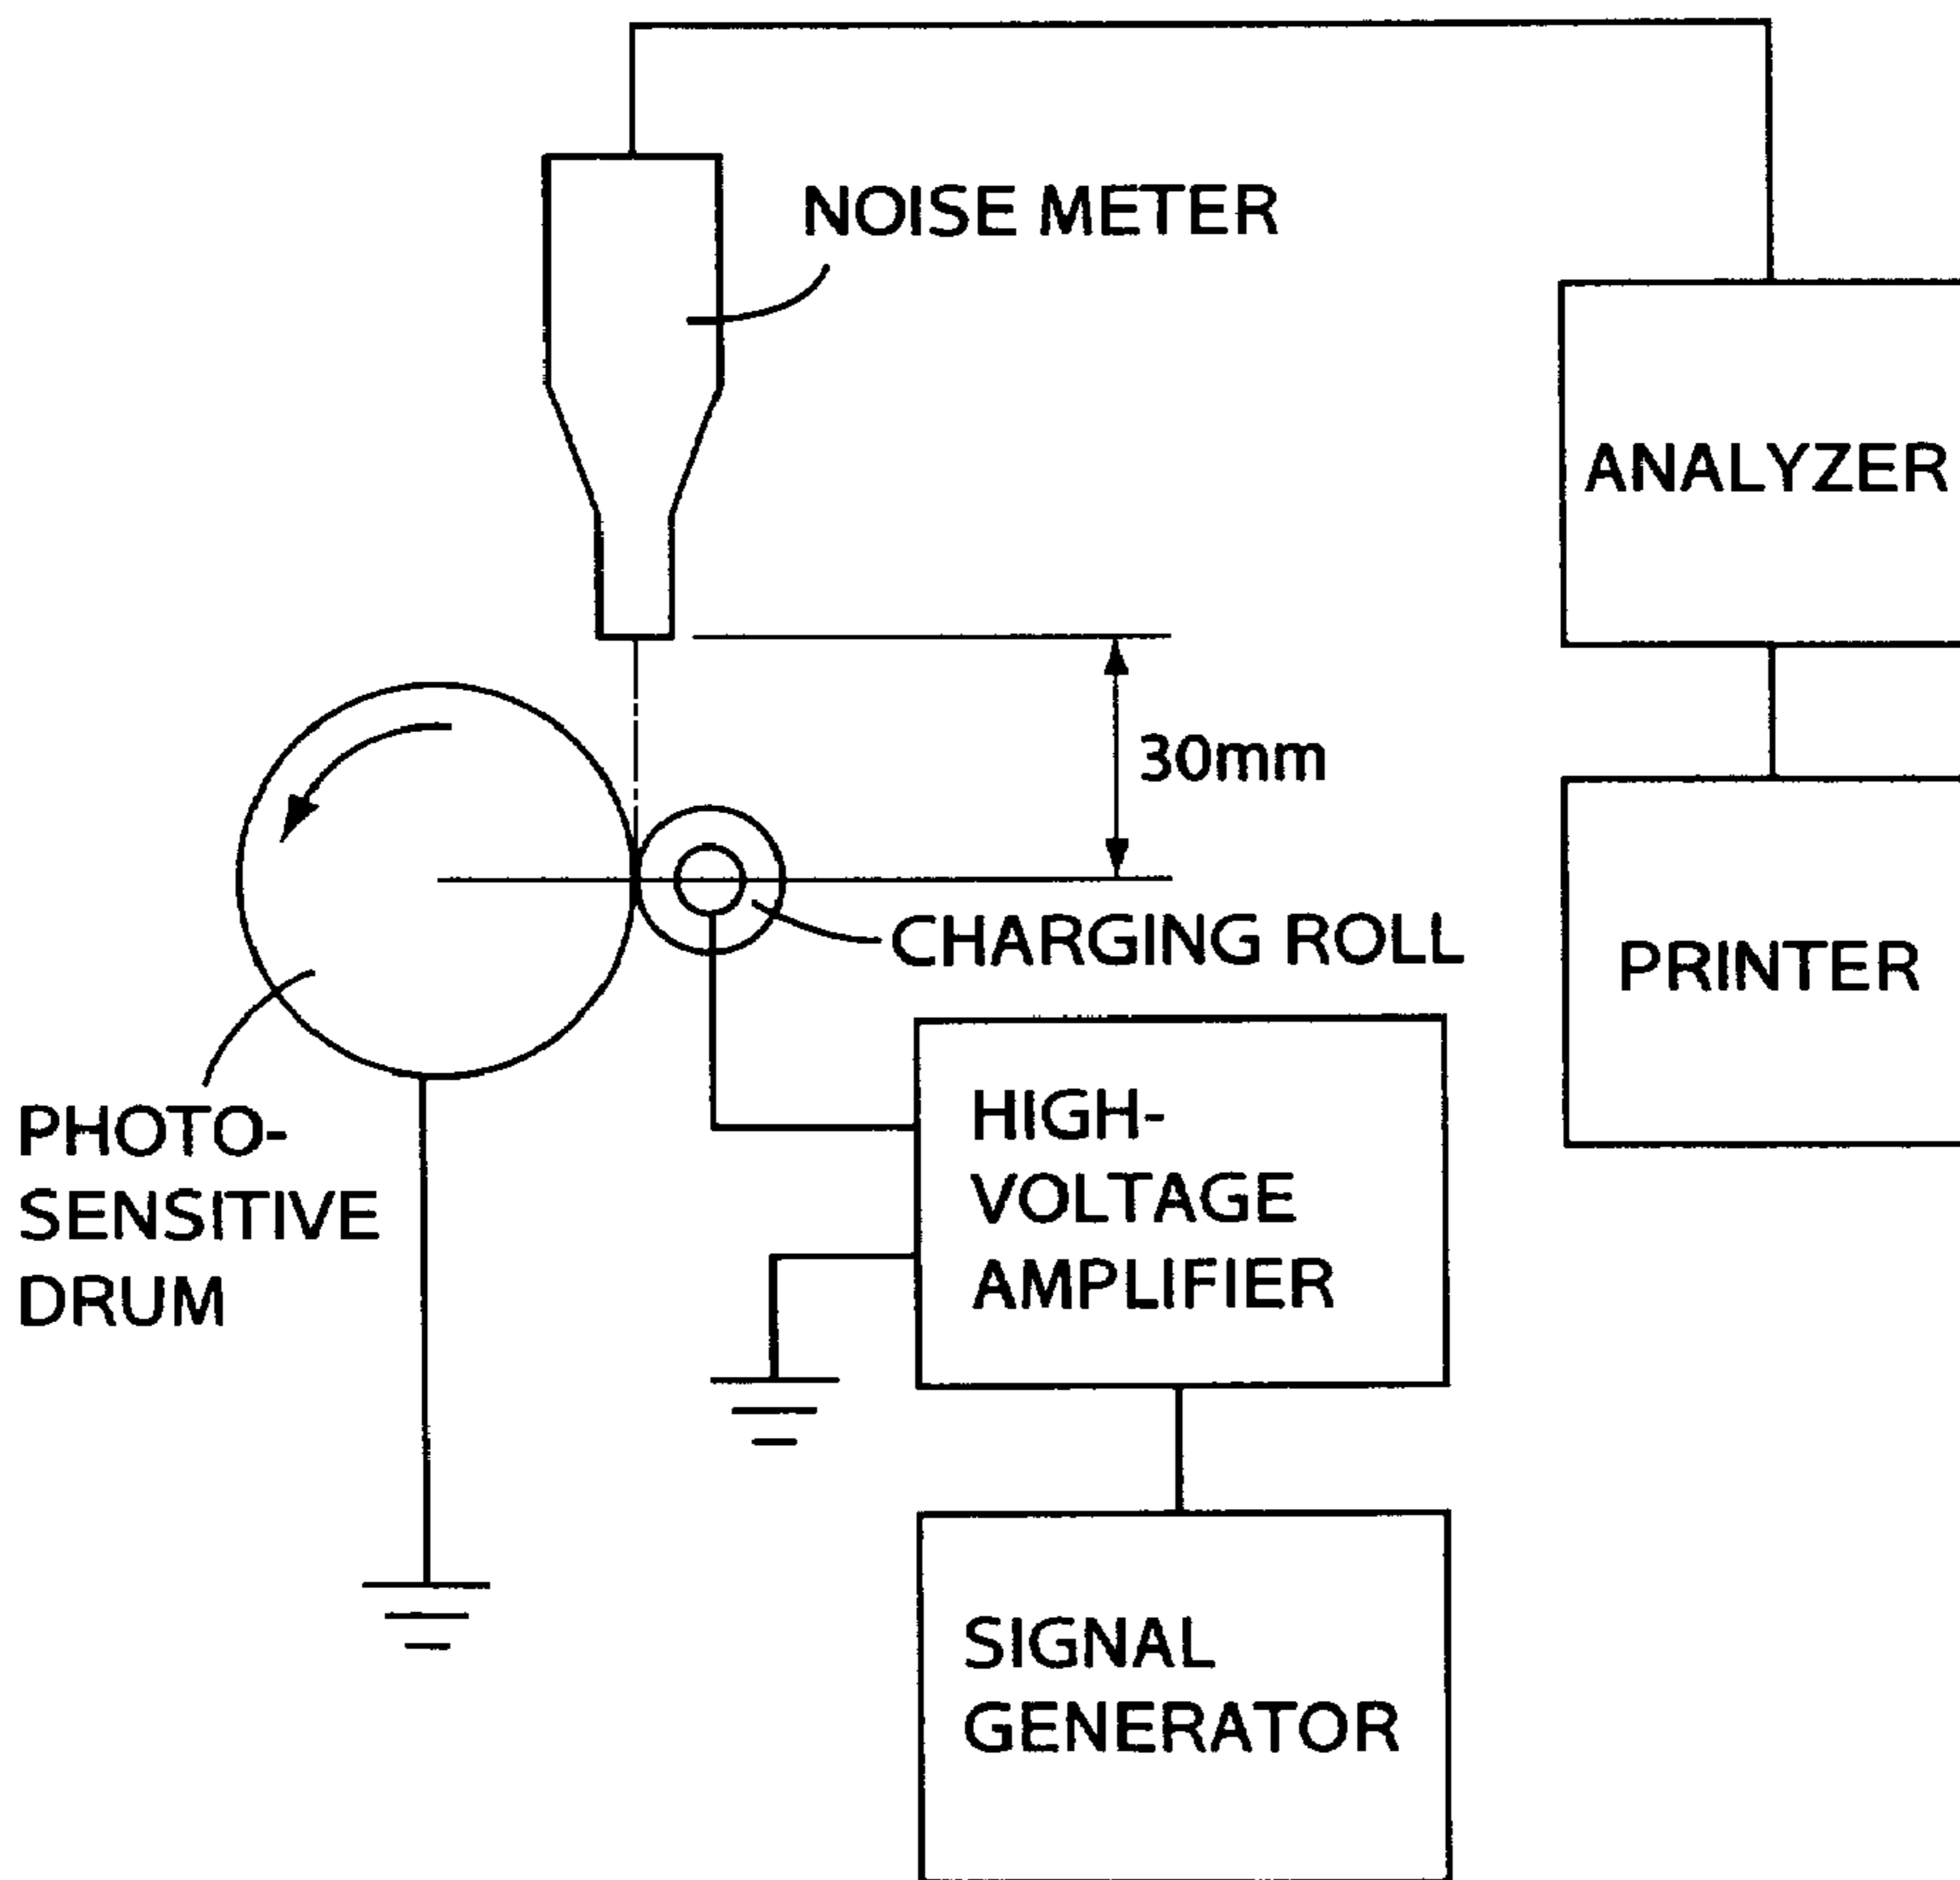 NOISE METER
ANALYZER
30mm
CHARGING ROLL
PRINTER
HIGH-
VOLTAGE
AMPLIFIER
PHOTO-
SENSITIVE
DRUM
SIGNAL
GENERATOR